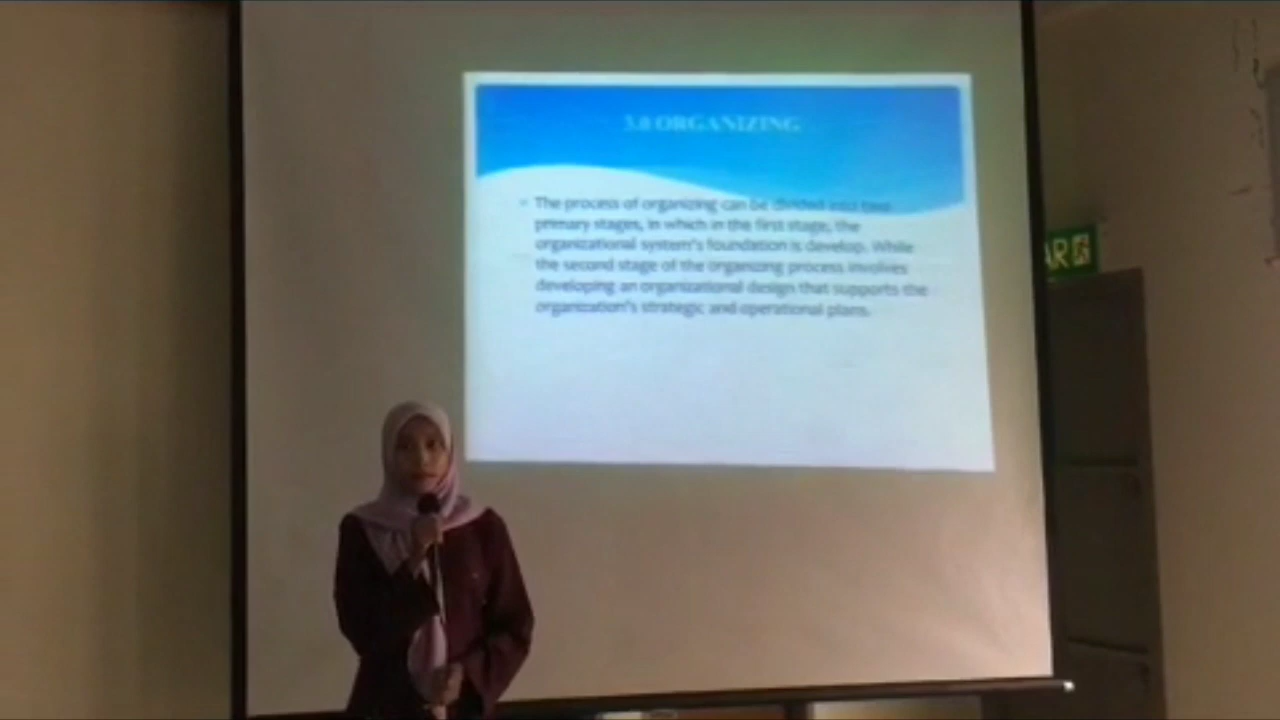 3.0 ORGANIZING
The process of organizing can be divided into two
primary stages, in which in the first stage, the
organizational system's foundation is develop. While
the second stage of the organizing process involves
developing an organizational design that supports the
organization's strategic and operational plans.
AR